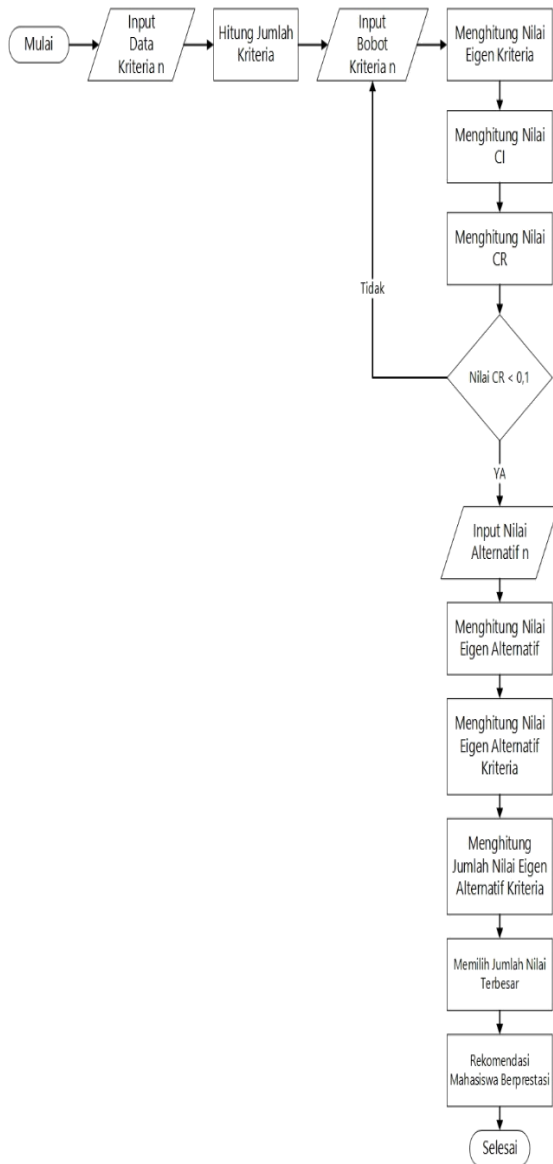 Mulai
Input
Data
Kriteria n
Hitung Jumlah
Kriteria
Input
Bobot
Kriteria n
Menghitung Nilai
Eigen Kriteria
Menghitung Nilai
CI
Menghitung Nilai
CR
Tidak
Nilai CR < 0,1
YA
Input Nilai
Alternatif n
Menghitung Nilai
Eigen Alternatif
Menghitung Nilai
Eigen Alternatif
Kriteria
Menghitung
Jumlah Nilai Eigen
Alternatif Kriteria
Memilih Jumlah Nilai
Terbesar
Rekomendasi
Mahasiswa Berprestasi
Selesai